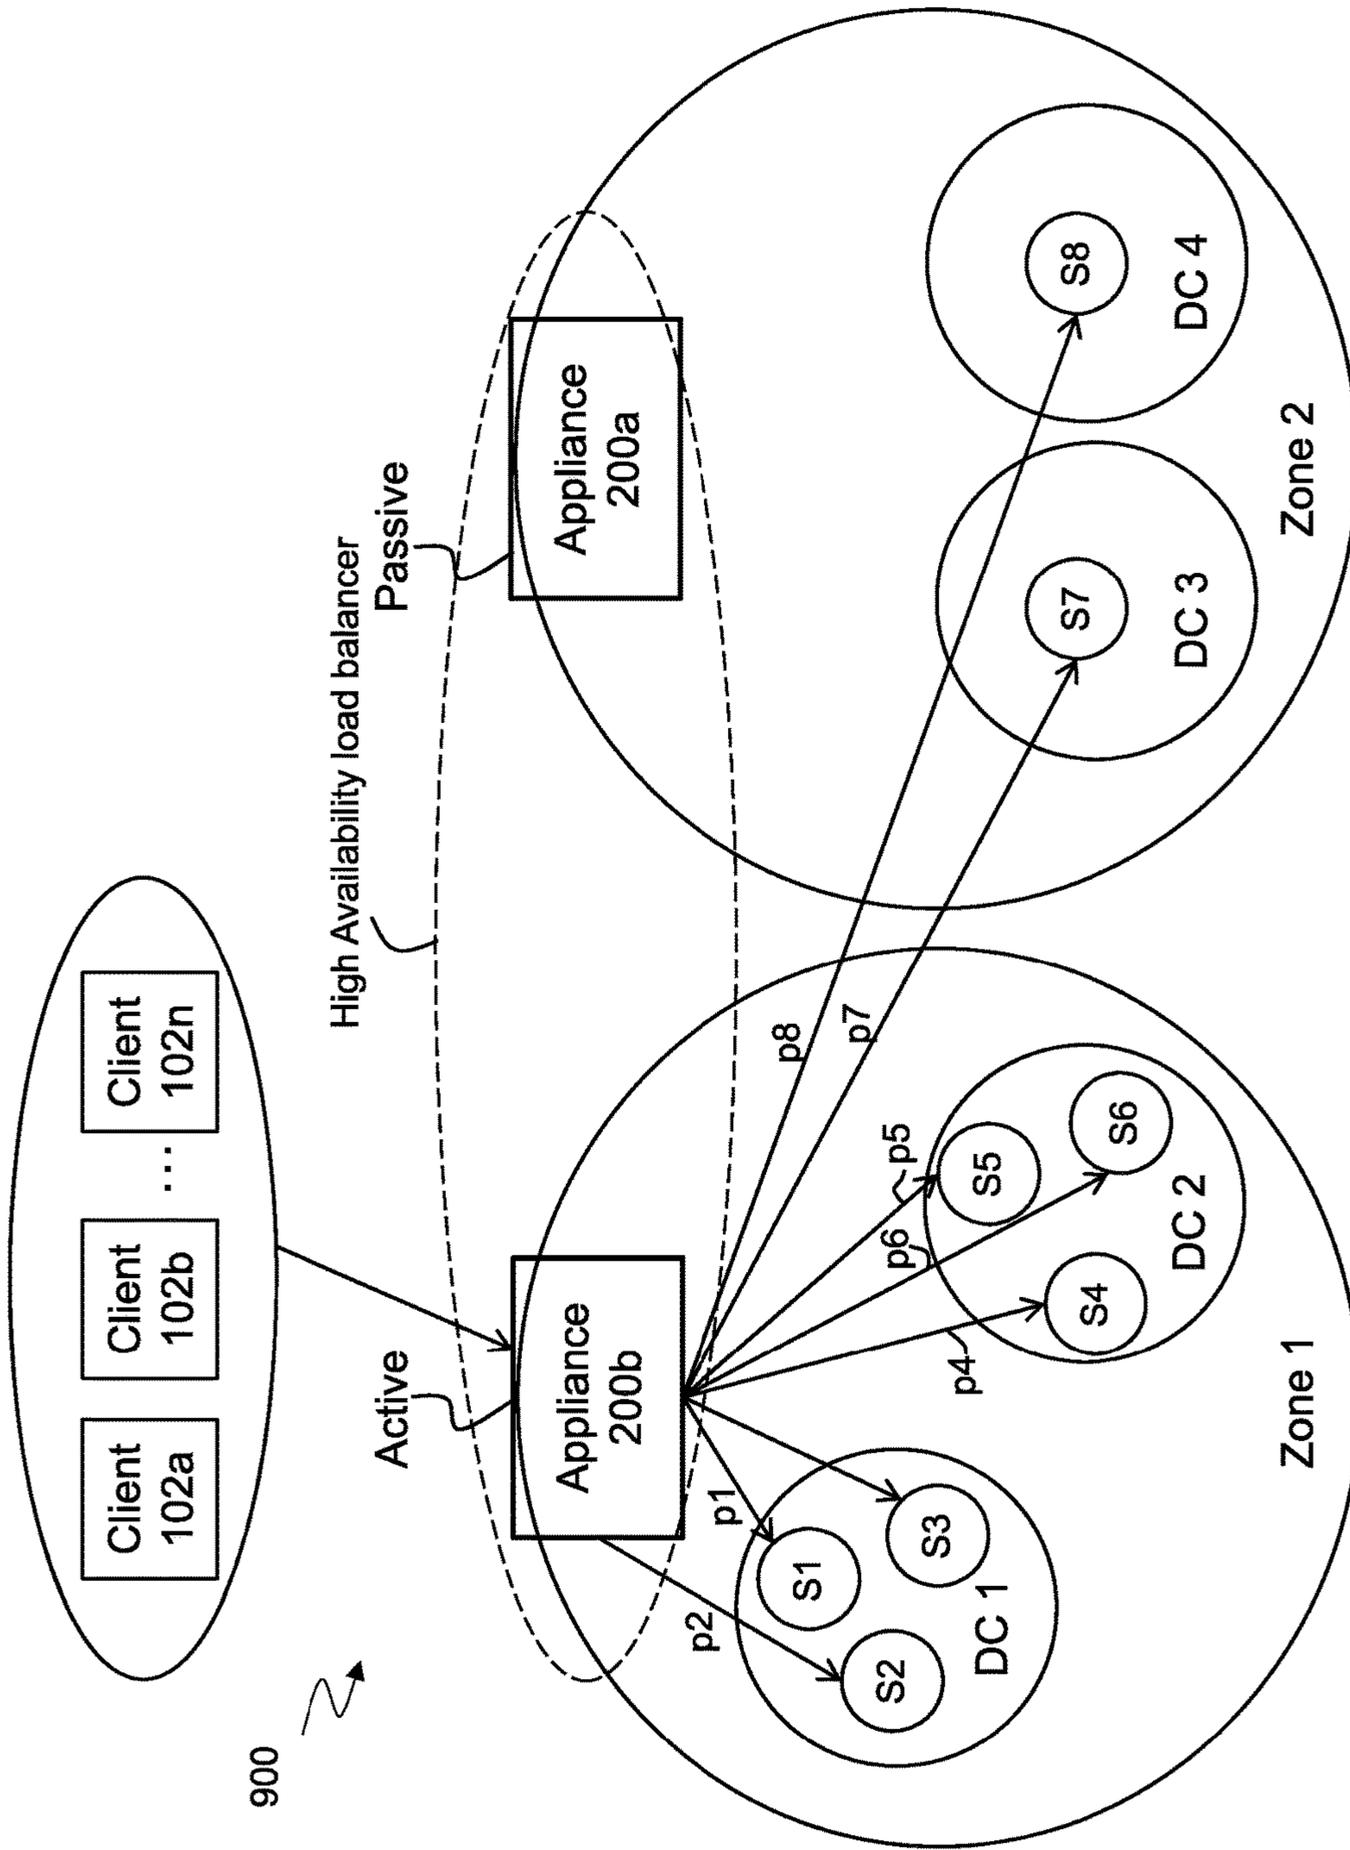 900
Client
102a
Client
102b
...
Client
102n
High Availability load balancer
Active
Passive
Appliance
200b
Appliance
200a
p2
p1
p4
p6
p5
p8
p7
S1
S2
S3
DC 1
S4
S5
S6
DC 2
S7
DC 3
S8
DC 4
Zone 1
Zone 2